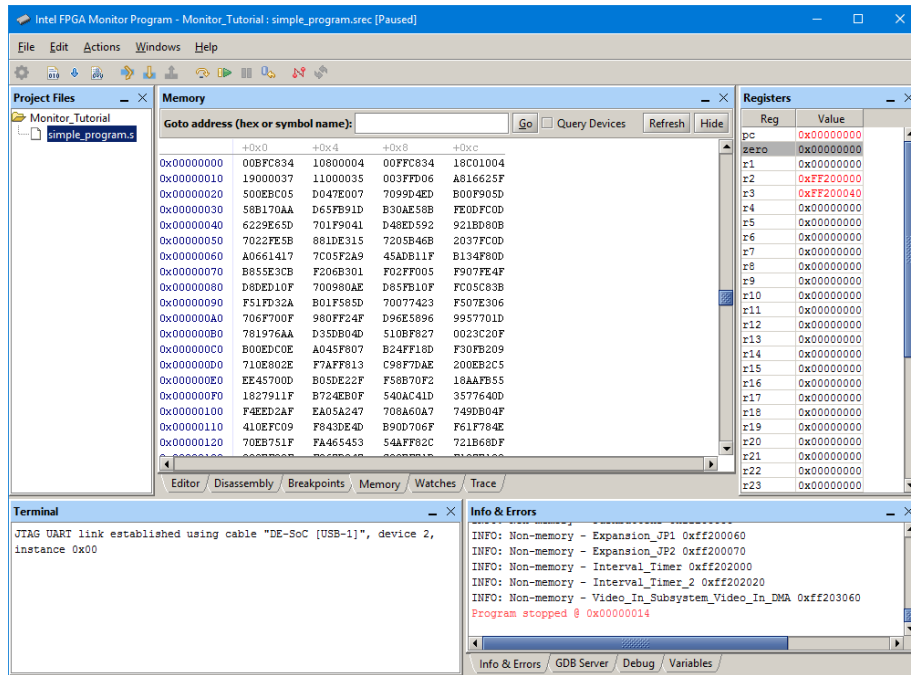 Intel FPGA Monitor Program - Monitor_Tutorial : simple_program.srec [Paused]
File Edit Actions Windows Help
Project Files
Monitor_Tutorial
simple_program.s
Memory
Goto address (hex or symbol name): Go Query Devices Refresh Hide
+0x0 +0x4 +0x8 +0xc
0x00000000 00BFC834 10800004 00FFC834 18C01004
0x00000010 19000037 11000035 003FFD06 A816625F
0x00000020 500EBC05 D047E007 7099D4ED B00F905D
0x00000030 58B170AA D65FB91D B30AE58B FE0DFC0D
0x00000040 6229E65D 701F9041 D48ED592 921BD80B
0x00000050 7022FE5B 881DE315 7205B46B 2037FC0D
0x00000060 A0661417 7C05F2A9 45ADB11F B134F80D
0x00000070 B855E3CB F206B301 F02FF005 F907FE4F
0x00000080 D8DED10F 700980AE D85FB10F FC05C83B
0x00000090 F51FD32A B01F585D 70077423 F507E306
0x000000A0 706F700F 980FF24F D96E5896 9957701D
0x000000B0 781976AA D35DB04D 510BF827 0023C20F
0x000000C0 B00EDC0E A045F807 B24FF18D F30FB209
0x000000D0 710E802E F7AFF813 C98F7DAE 200EB2C5
0x000000E0 EE45700D B05DE22F F58B70F2 18AAFB55
0x000000F0 1827911F B724EB0F 540AC41D 3577640D
0x00000100 F4EED2AF EA05A247 708A60A7 749DB04F
0x00000110 410EFC09 F843DE4D B90D706F F61F784E
0x00000120 70EB751F FA465453 54AFF82C 721B68DF
Editor Disassembly Breakpoints Memory Watches Trace
Registers
Reg Value
pc 0x00000000
zero 0x00000000
r1 0x00000000
r2 0xFF200000
r3 0xFF200040
r4 0x00000000
r5 0x00000000
r6 0x00000000
r7 0x00000000
r8 0x00000000
r9 0x00000000
r10 0x00000000
r11 0x00000000
r12 0x00000000
r13 0x00000000
r14 0x00000000
r15 0x00000000
r16 0x00000000
r17 0x00000000
r18 0x00000000
r19 0x00000000
r20 0x00000000
r21 0x00000000
r22 0x00000000
r23 0x00000000
Terminal
JTAG UART link established using cable "DE-SoC [USB-1]", device 2,
instance 0x00
Info & Errors
INFO: Non-memory - Expansion_JP1 0xff200060
INFO: Non-memory - Expansion_JP2 0xff200070
INFO: Non-memory - Interval_Timer 0xff202000
INFO: Non-memory - Interval_Timer_2 0xff202020
INFO: Non-memory - Video_In_Subsystem_Video_In_DMA 0xff203060
Program stopped @ 0x00000014
Info & Errors GDB Server Debug Variables